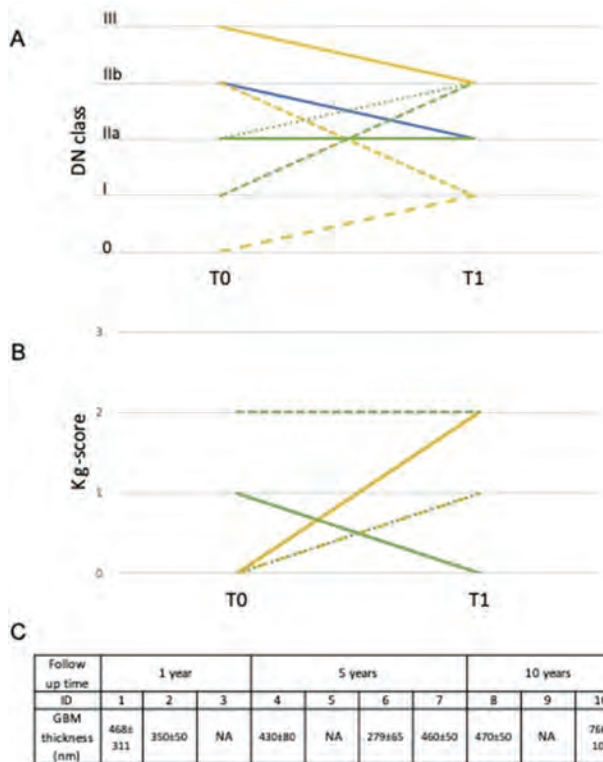 A
III
IIb
IIa
I
0
DN class
T0 T1
B
3
2
1
0
Kg-score
T0 T1
C
Follow up time 1 year 5 years 10 years
ID 1 2 3 4 5 6 7 8 9 10
GBM thickness (nm) 468± 311 350±50 NA 430±80 NA 279±65 460±50 470±50 NA